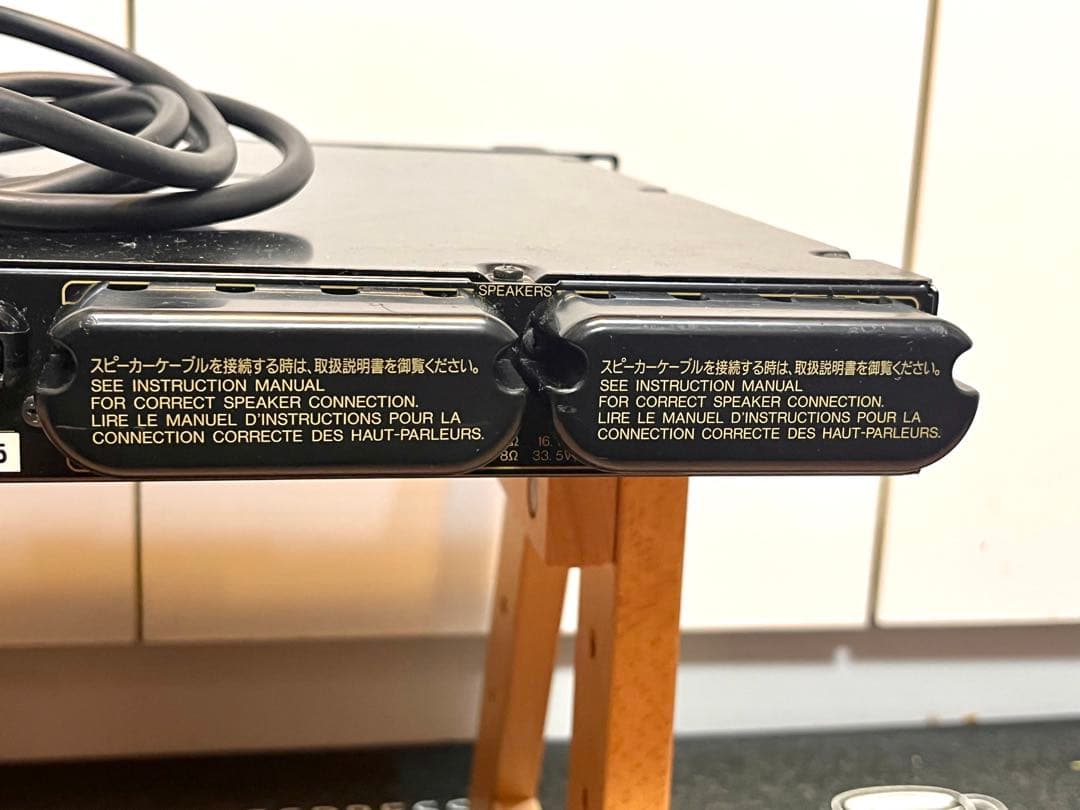 SPEAKERS
スピーカーケーブルを接続する時は、取扱説明書を御覧ください。
SEE INSTRUCTION MANUAL
FOR CORRECT SPEAKER CONNECTION.
LIRE LE MANUEL D'INSTRUCTIONS POUR LA
CONNECTION CORRECTE DES HAUT-PARLEURS.
スピーカーケーブルを接続する時は、取扱説明書を御覧ください。
SEE INSTRUCTION MANUAL
FOR CORRECT SPEAKER CONNECTION.
LIRE LE MANUEL D'INSTRUCTIONS POUR LA
CONNECTION CORRECTE DES HAUT-PARLEURS.
8Ω 33.5V